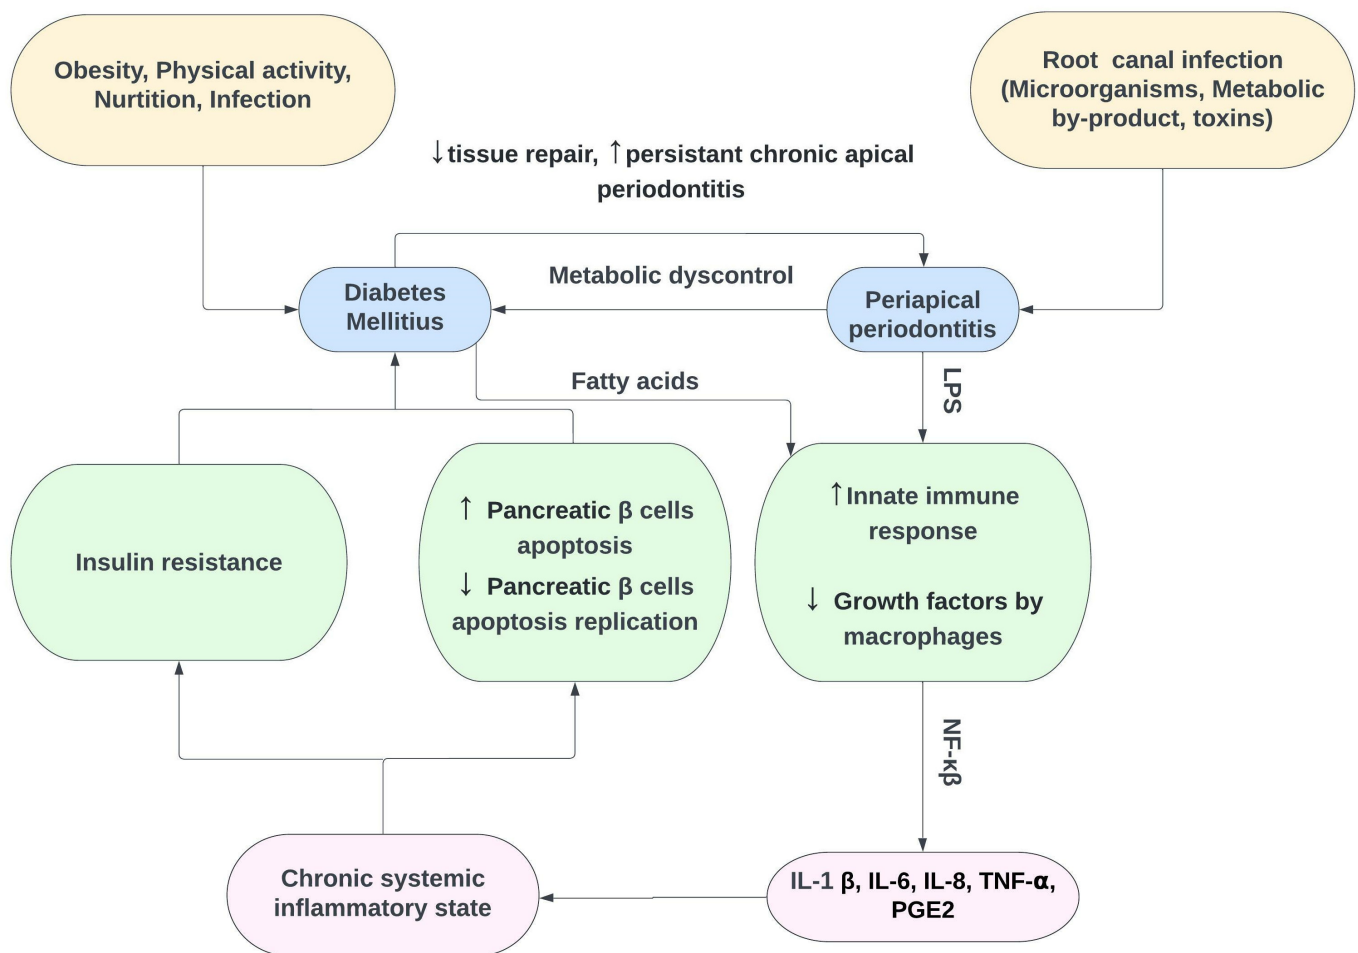 Obesity, Physical activity,
Nurtition, Infection
Root canal infection
(Microorganisms, Metabolic
by-product, toxins)
↓tissue repair, ↑persistant chronic apical
periodontitis
Diabetes
Mellitius
Metabolic dyscontrol
Periapical
periodontitis
Fatty acids
LPS
Insulin resistance
↑ Pancreatic β cells
apoptosis
↓ Pancreatic β cells
apoptosis replication
↑Innate immune
response
↓ Growth factors by
macrophages
NF-κβ
Chronic systemic
inflammatory state
IL-1 β, IL-6, IL-8, TNF-α,
PGE2